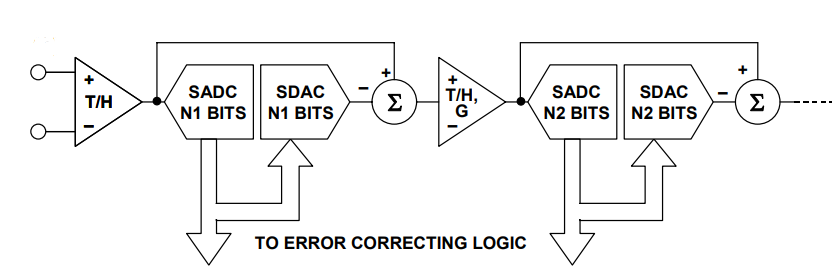 +
T/H
−
SADC
N1 BITS
SDAC
N1 BITS
+
−
Σ
+
T/H,
G
−
SADC
N2 BITS
SDAC
N2 BITS
+
−
Σ
TO ERROR CORRECTING LOGIC